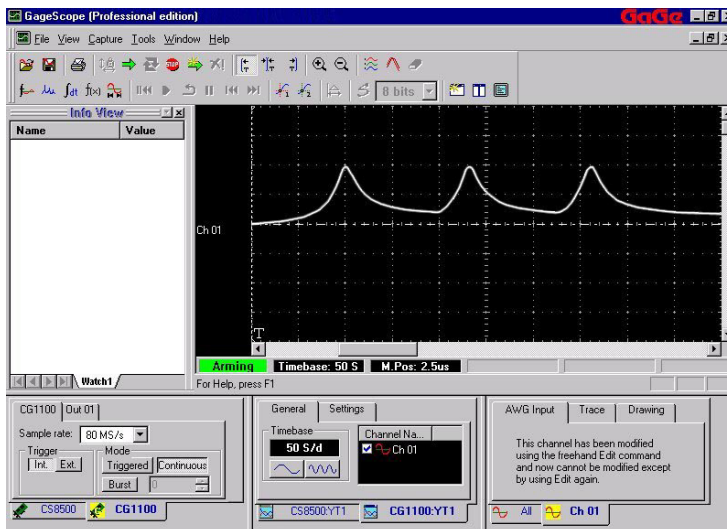 GageScope (Professional edition)
GaGe
File View Capture Tools Window Help
STOP
8 bits
Info View
Name Value
Ch 01
T
Watch1
Arming Timebase: 50 S M.Pos: 2.5us
For Help, press F1
CG1100 Out 01
Sample rate: 80 MS/s
Trigger
Int. Ext.
Mode
Triggered Continuous
Burst 0
CS8500 CG1100
General Settings
Timebase
50 S/d
Channel Na...
Ch 01
CS8500:YT1 CG1100:YT1
AWG Input Trace Drawing
This channel has been modified
using the freehand Edit command
and now cannot be modified except
by using Edit again.
All Ch 01